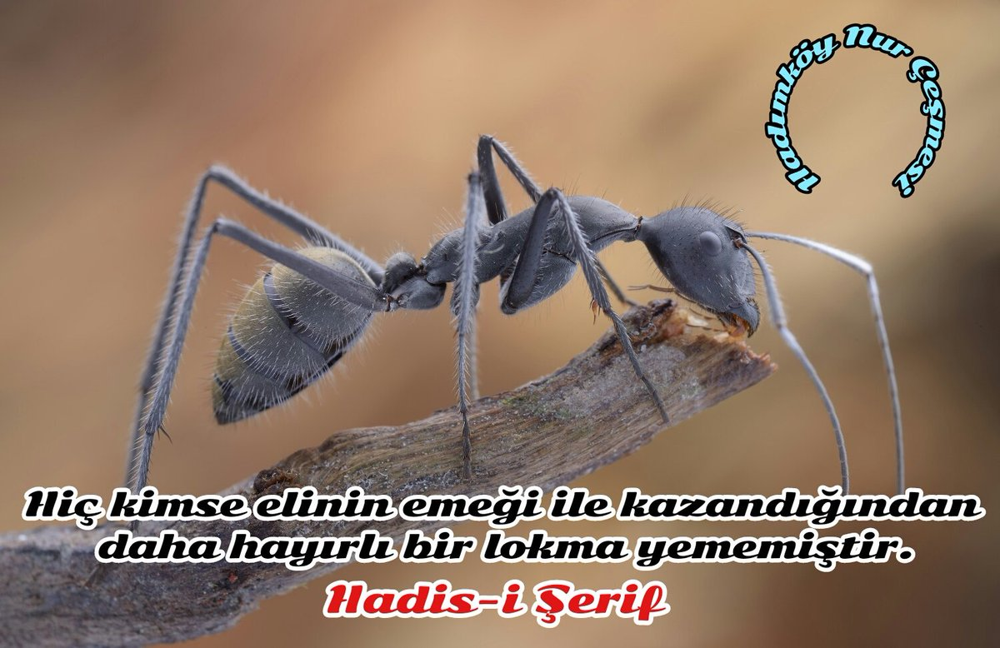 Hadımköy Nur Çeşmesi
Hiç kimse elinin emeği ile kazandığından
daha hayırlı bir lokma yememiştir.
Hadis-i Şerif